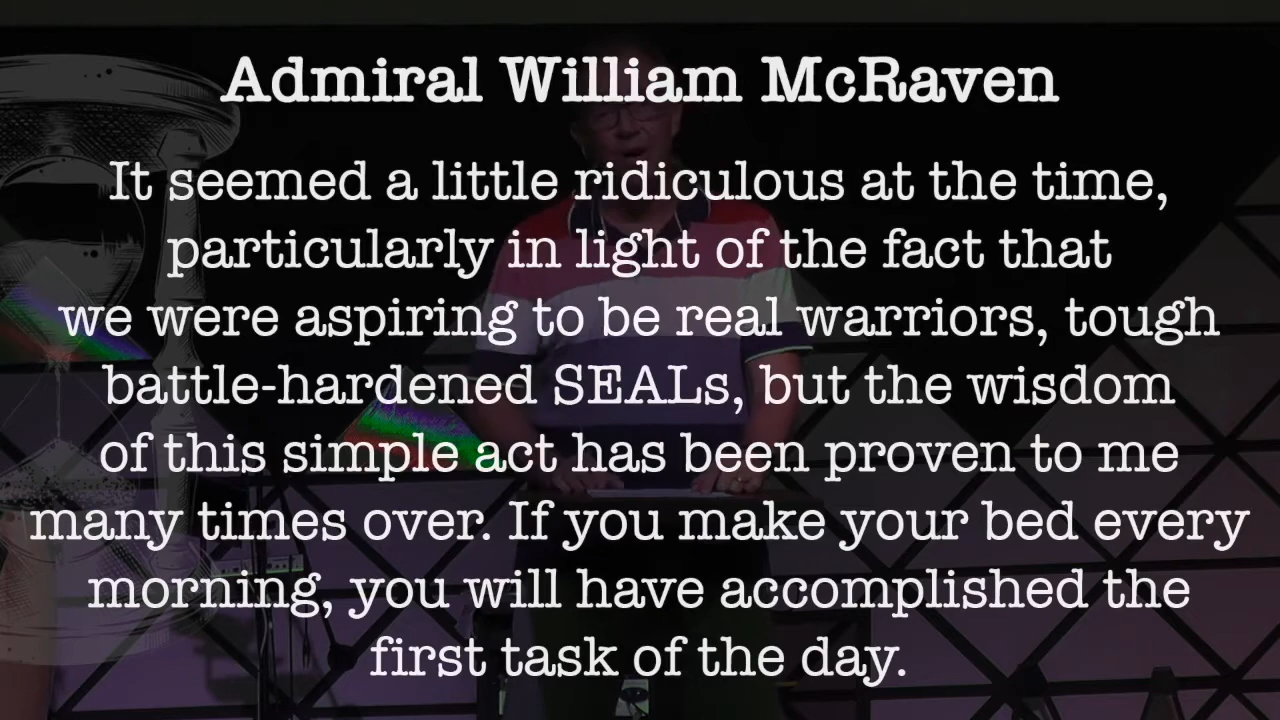 Admiral William McRaven
It seemed a little ridiculous at the time,
particularly in light of the fact that
we were aspiring to be real warriors, tough
battle-hardened SEALs, but the wisdom
of this simple act has been proven to me
many times over. If you make your bed every
morning, you will have accomplished the
first task of the day.